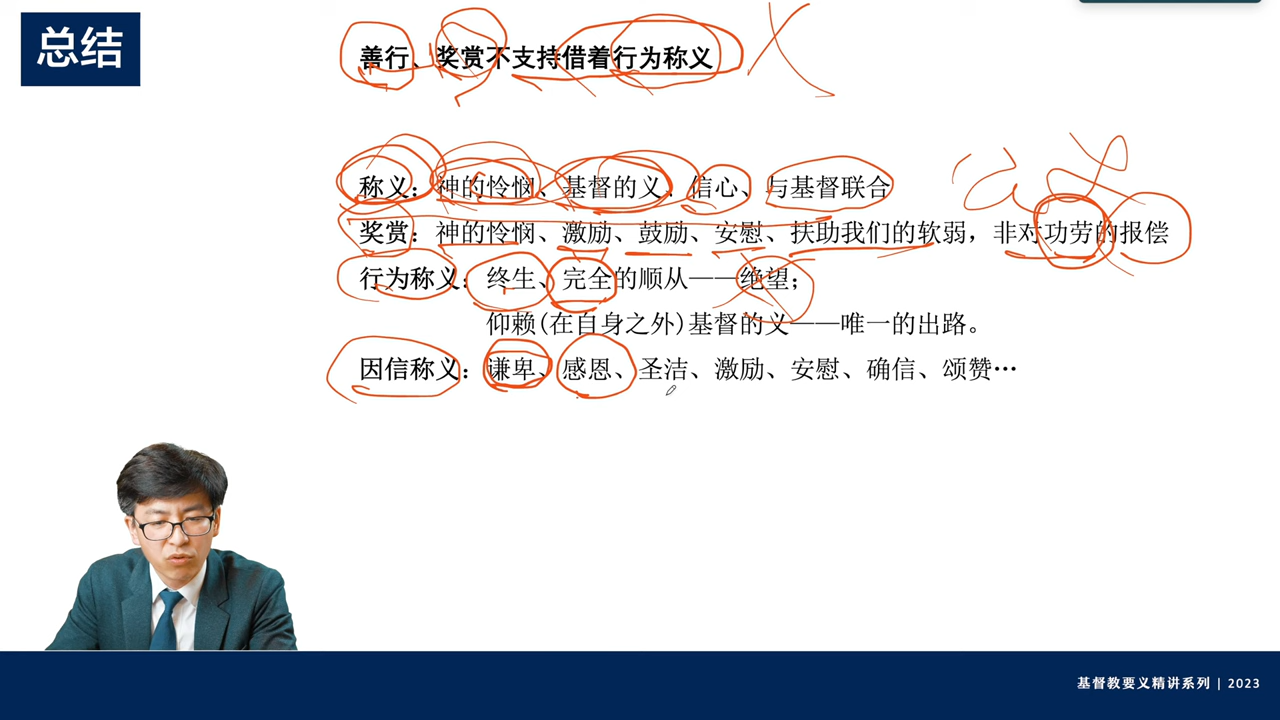 总结
善行、奖赏不支持借着行为称义
称义：神的怜悯、基督的义、信心、与基督联合
奖赏：神的怜悯、激励、鼓励、安慰、扶助我们的软弱，非对功劳的报偿
行为称义：终生、完全的顺从——绝望；
仰赖(在自身之外)基督的义——唯一的出路。
因信称义：谦卑、感恩、圣洁、激励、安慰、确信、颂赞…
基督教要义精讲系列 | 2023